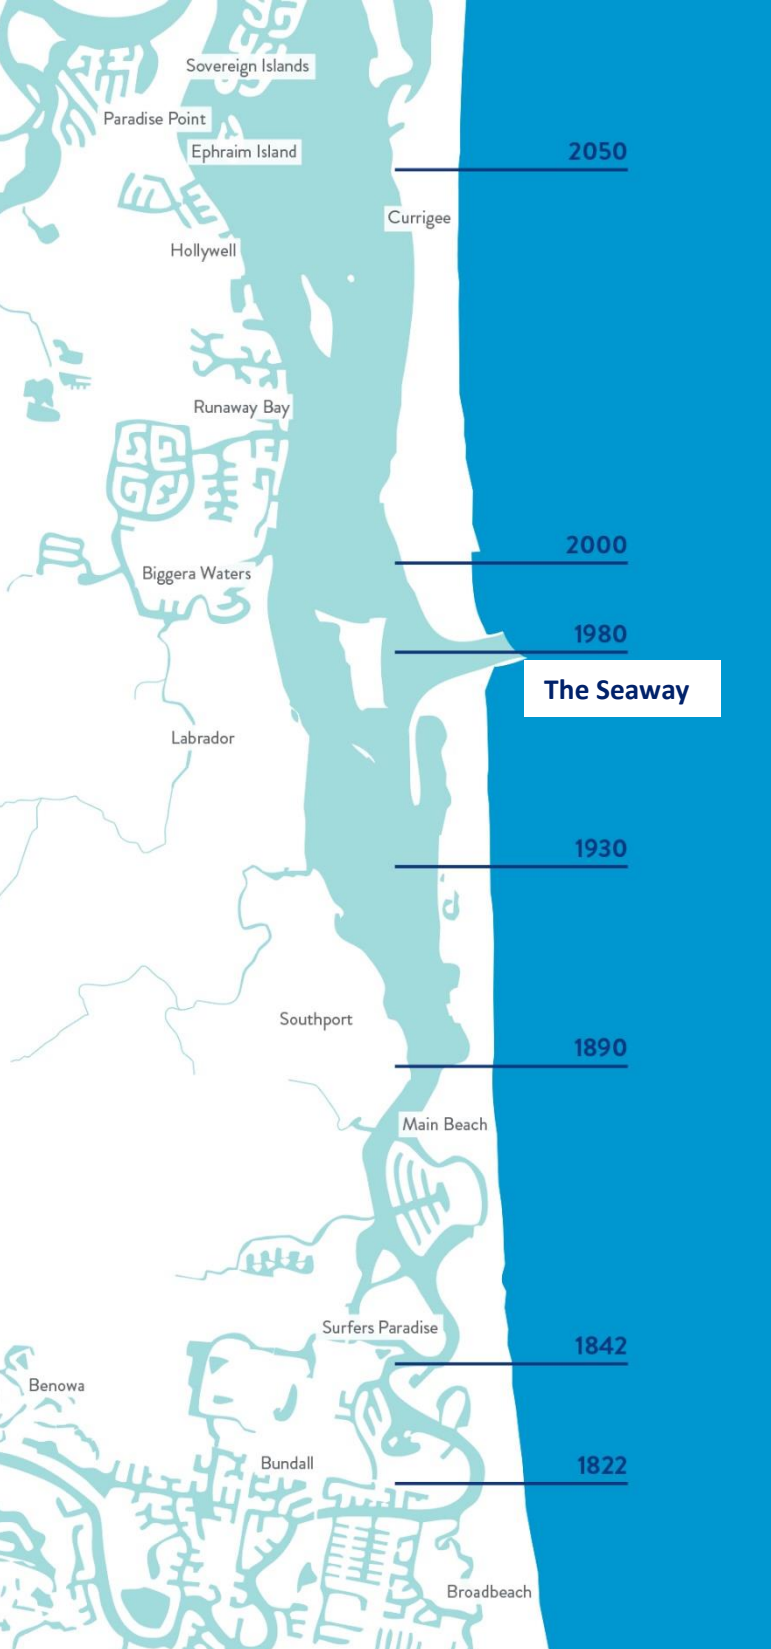 Sovereign Islands
Paradise Point
Ephraim Island
2050
Currigee
Hollywell
Runaway Bay
2000
Biggera Waters
1980
The Seaway
Labrador
1930
Southport
1890
Main Beach
Surfers Paradise
1842
Benowa
Bundall
1822
Broadbeach